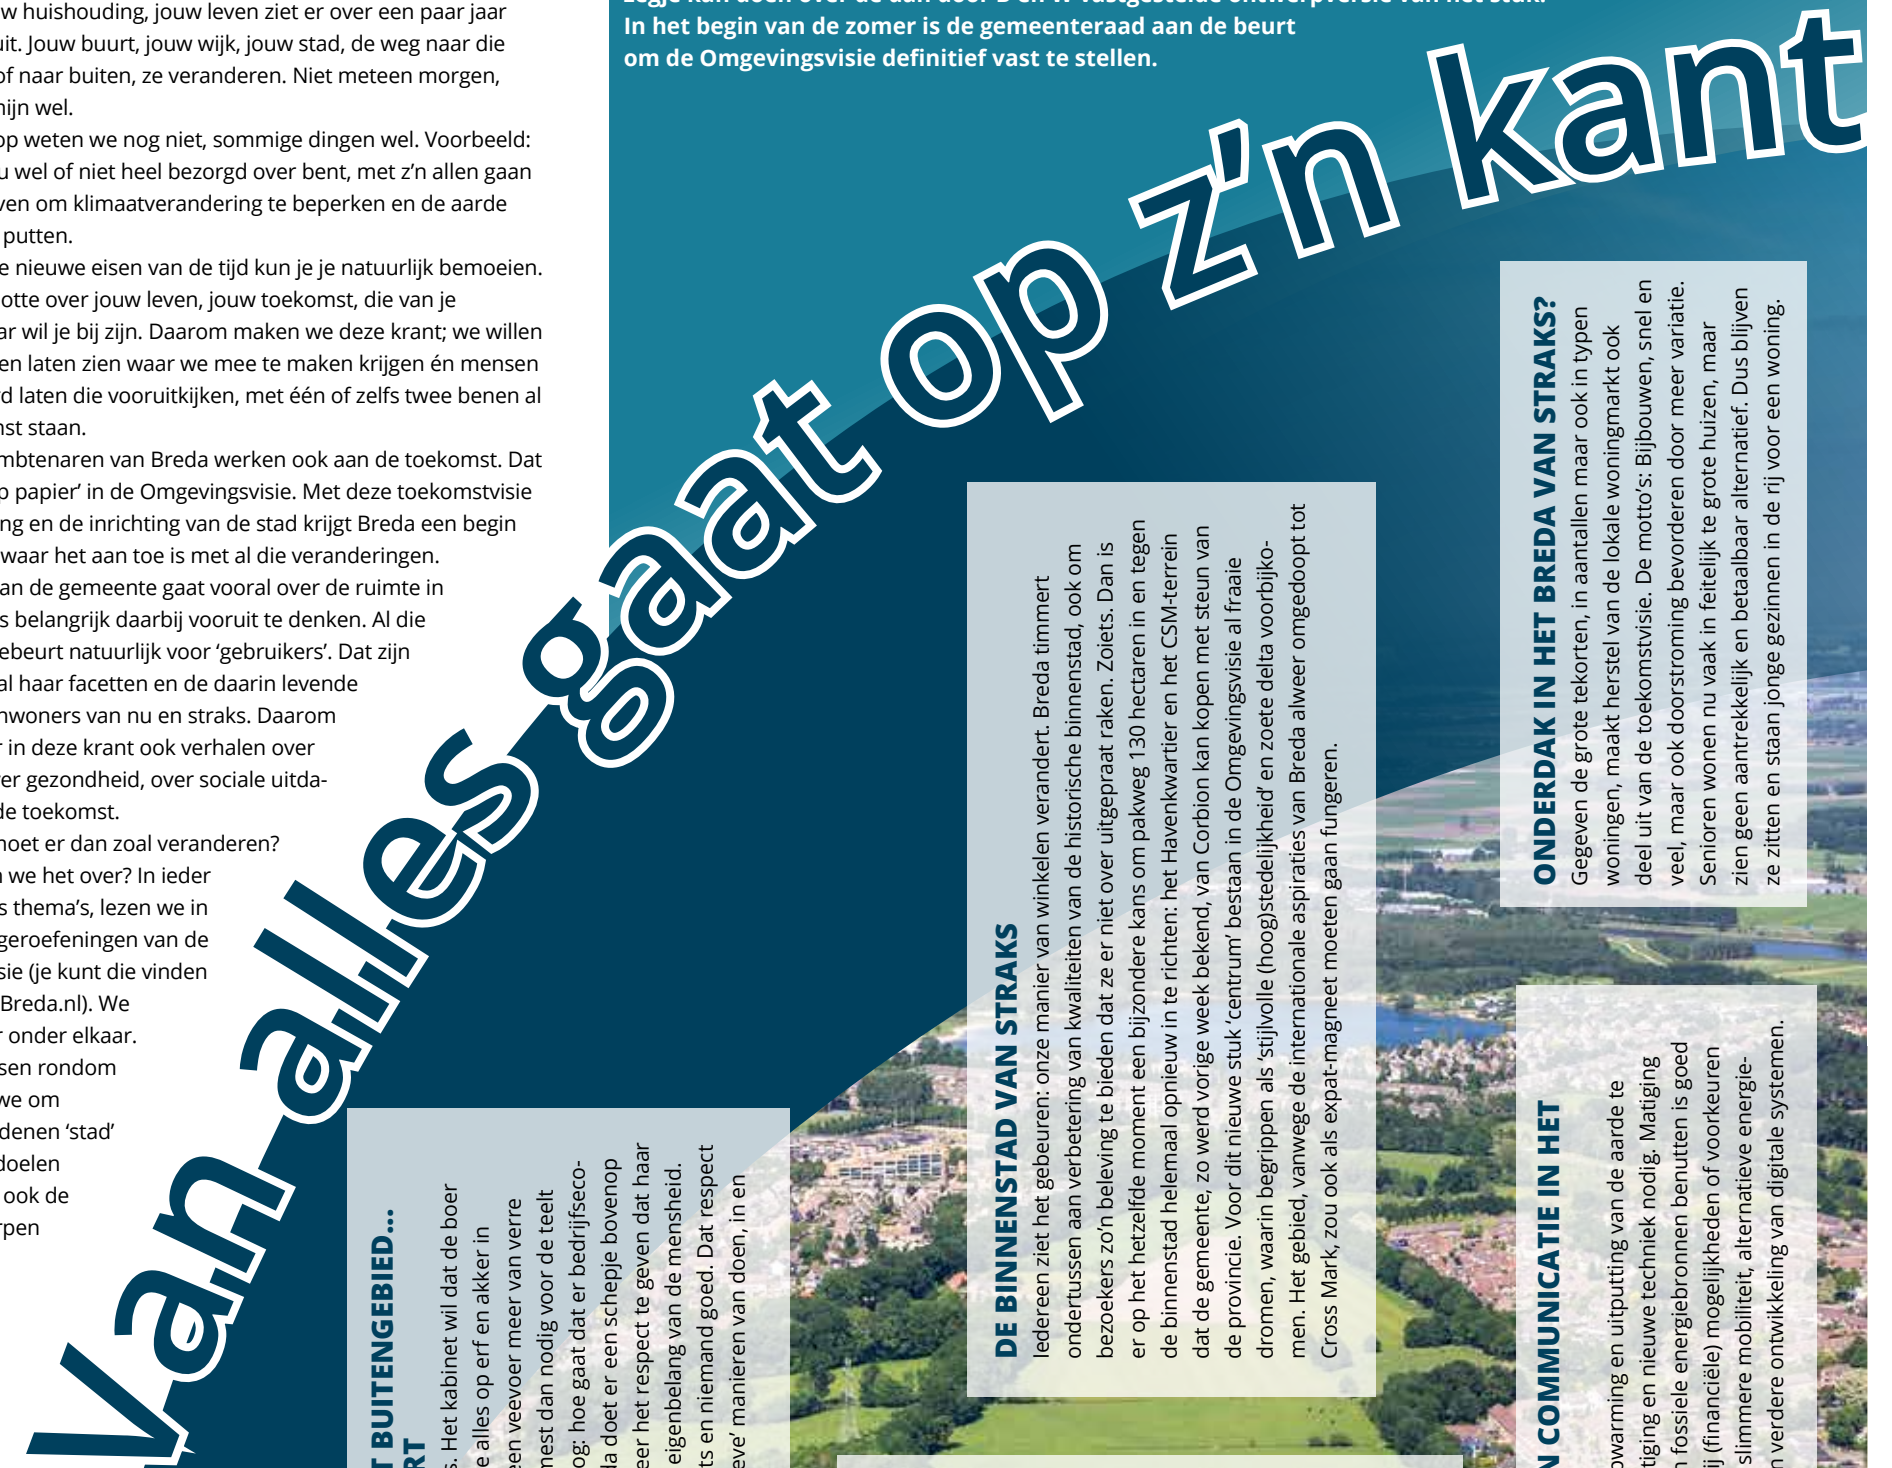 w huishouding, jouw leven ziet er over een paar jaar
uit. Jouw buurt, jouw wijk, jouw stad, de weg naar die
of naar buiten, ze veranderen. Niet meteen morgen,
wel.
op weten we nog niet, sommige dingen wel. Voorbeeld:
u wel of niet heel bezorgd over bent, met z'n allen gaan
ven om klimaatverandering te beperken en de aarde
putten.
e nieuwe eisen van de tijd kun je je natuurlijk bemoeien.
otte over jouw leven, jouw toekomst, die van je
ar wil je bij zijn. Daarom maken we deze krant; we willen
en laten zien waar we mee te maken krijgen én mensen
d laten die vooruitkijken, met één of zelfs twee benen al
nst staan.
mbtenaren van Breda werken ook aan de toekomst. Dat
p papier’ in de Omgevingsvisie. Met deze toekomstvisie
ng en de inrichting van de stad krijgt Breda een begin
waar het aan toe is met al die veranderingen.
an de gemeente gaat vooral over de ruimte in
s belangrijk daarbij vooruit te denken. Al die
ebeurt natuurlijk voor ‘gebruikers’. Dat zijn
al haar facetten en de daarin levende
nwoners van nu en straks. Daarom
r in deze krant ook verhalen over
ver gezondheid, over sociale uitda-
de toekomst.
moet er dan zoal veranderen?
n we het over? In ieder
s thema’s, lezen we in
geroefeningen van de
sie (je kunt die vinden
Breda.nl). We
r onder elkaar.
sen rondom
we om
denen ‘stad’
doelen
ook de
rpen
In het begin van de zomer is de gemeenteraad aan de beurt
om de Omgevingsvisie definitief vast te stellen.
Van alles gaat op z’n kant
T BUITENGEBIED...
RT
s. Het kabinet wil dat de boer
e alles op erf en akker in
een veevoer meer van verre
mest dan nodig voor de teelt
og: hoe gaat dat er bedrijfseco-
da doet er een schepje bovenop
er het respect te geven dat haar
eigenbelang van de mensheid.
ts en niemand goed. Dat respect
eve’ manieren van doen, in en
DE BINNENSTAD VAN STRAKS
Iedereen ziet het gebeuren: onze manier van winkelen verandert. Breda timmert
ondertussen aan verbetering van kwaliteiten van de historische binnenstad, ook om
bezoekers zo’n beleving te bieden dat ze er niet over uitgepraat raken. Zoiets. Dan is
er op het hetzelfde moment een bijzondere kans om pakweg 130 hectaren in en tegen
de binnenstad helemaal opnieuw in te richten: het Havenkwartier en het CSM-terrein
dat de gemeente, zo werd vorige week bekend, van Corbion kan kopen met steun van
de provincie. Voor dit nieuwe stuk ‘centrum’ bestaan in de Omgevingsvisie al fraaie
dromen, waarin begrippen als ‘stijlvolle (hoog)stedelijkheid’ en zoete delta voorbijko-
men. Het gebied, vanwege de internationale aspiraties van Breda alweer omgedoopt tot
Cross Mark, zou ook als expat-magneet moeten gaan fungeren.
ONDERDAK IN HET BREDA VAN STRAKS?
Gegeven de grote tekorten, in aantallen maar ook in typen
woningen, maakt herstel van de lokale woningmarkt ook
deel uit van de toekomstvisie. De motto’s: Bijbouwen, snel en
veel, maar ook doorstroming bevorderen door meer variatie.
Senioren wonen nu vaak in feitelijk te grote huizen, maar
zien geen aantrekkelijk en betaalbaar alternatief. Dus blijven
ze zitten en staan jonge gezinnen in de rij voor een woning.
N COMMUNICATIE IN HET
pwarming en uitputting van de aarde te
tiging en nieuwe techniek nodig. Matiging
n fossiele energiebronnen benutten is goed
ij (financiële) mogelijkheden of voorkeuren
slimmere mobiliteit, alternatieve energie-
n verdere ontwikkeling van digitale systemen.